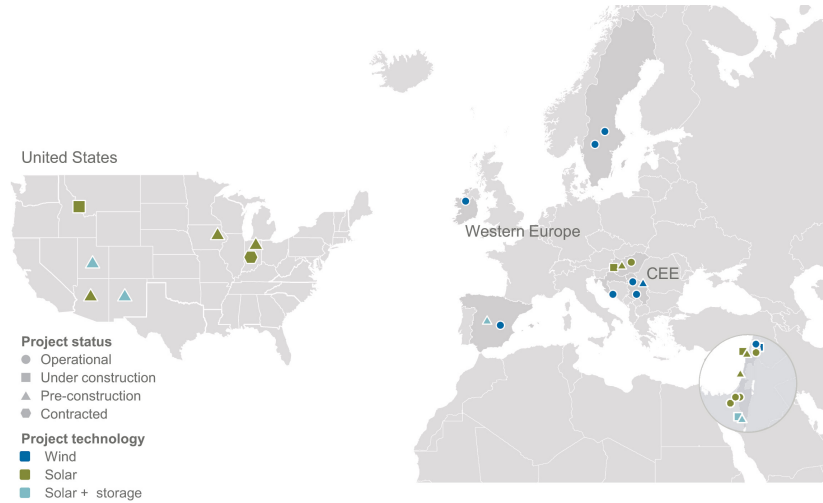 United States
Western Europe
CEE
Project status
Operational
Under construction
Pre-construction
Contracted
Project technology
Wind
Solar
Solar + storage